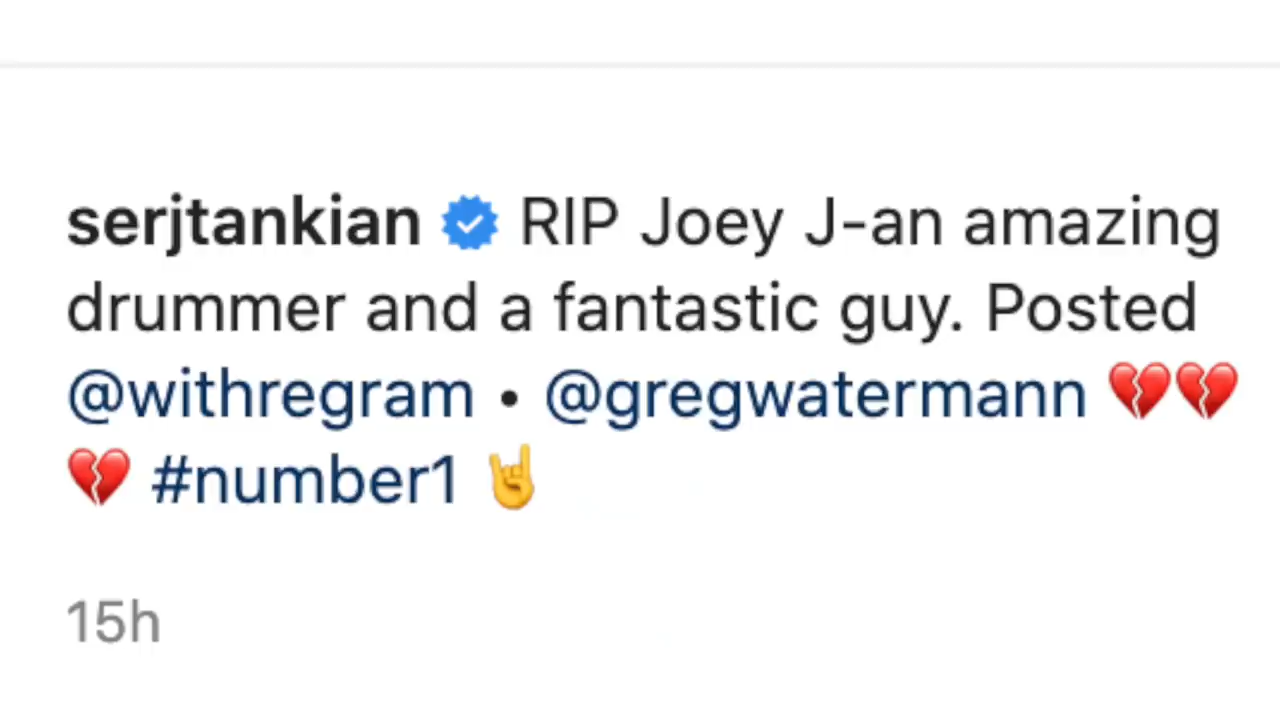 serjtankian RIP Joey J-an amazing
drummer and a fantastic guy. Posted
@withregram • @gregwatermann 💔💔
💔 #number1 🤘
15h